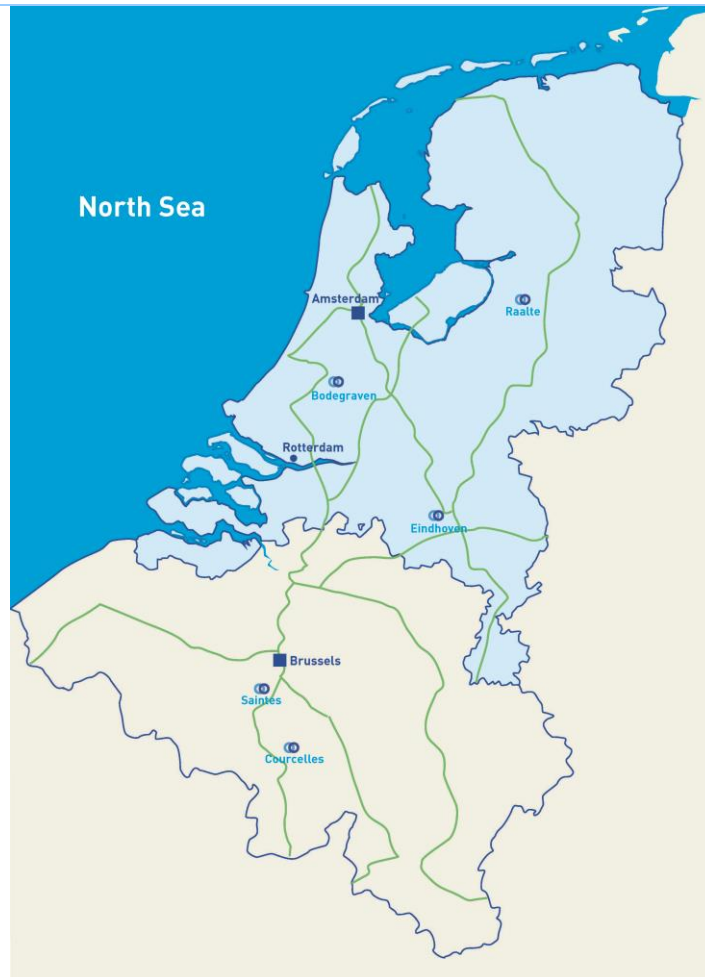 North Sea
Amsterdam
Raalte
Bodegraven
Rotterdam
Eindhoven
Brussels
Saintes
Courcelles